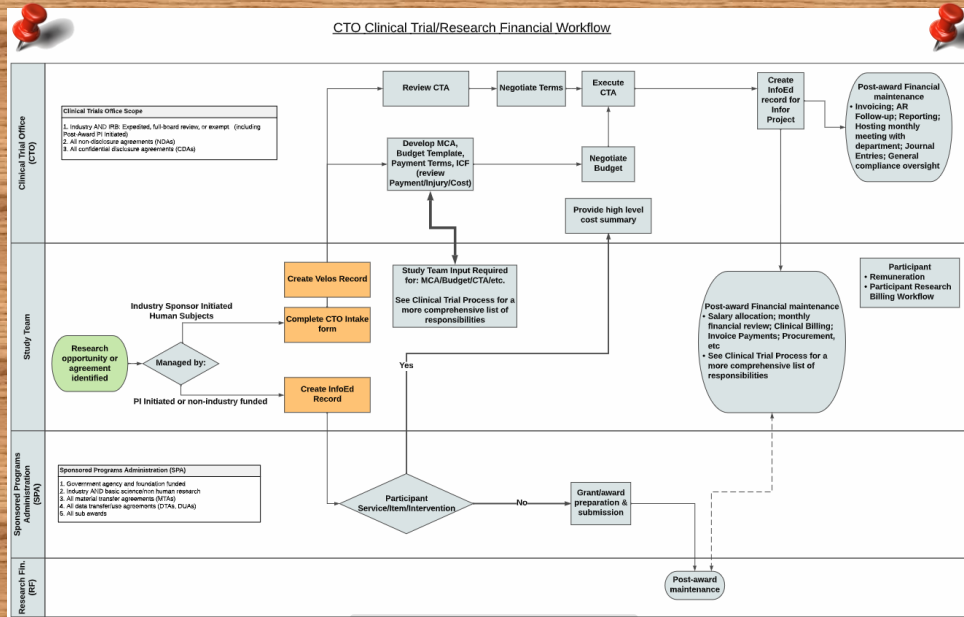 CTO Clinical Trial/Research Financial Workflow
Clinical Trial Office
(CTO)
Clinical Trials Office Scope
1. Industry AND IRB: Expedited, full-board review, or exempt (including
Post-Award PI Initiated)
2. All non-disclosure agreements (NDAs)
3. All confidential disclosure agreements (CDAs)
Review CTA
Negotiate Terms
Execute
CTA
Create
InfoEd
record for
Infor
Project
Post-award Financial
maintenance
• Invoicing; AR
Follow-up; Reporting;
Hosting monthly
meeting with
department; Journal
Entries; General
compliance oversight
Develop MCA,
Budget Template,
Payment Terms, ICF
(review
Payment/Injury/Cost)
Negotiate
Budget
Provide high level
cost summary
Study Team
Research
opportunity or
agreement
identified
Managed by:
Industry Sponsor Initiated
Human Subjects
PI Initiated or non-industry funded
Create Velos Record
Complete CTO Intake
form
Create InfoEd
Record
Study Team Input Required
for: MCA/Budget/CTA/etc.
See Clinical Trial Process for a
more comprehensive list of
responsibilities
Yes
Post-award Financial maintenance
• Salary allocation; monthly
financial review; Clinical Billing;
Invoice Payments; Procurement,
etc
• See Clinical Trial Process for a
more comprehensive list of
responsibilities
Participant
• Remuneration
• Participant Research
Billing Workflow
Sponsored Programs
Administration
(SPA)
Sponsored Programs Administration (SPA)
1. Government agency and foundation funded
2. Industry AND basic science/non human research
3. All material transfer agreements (MTAs)
4. All data transfer/use agreements (DTAs, DUAs)
5. All sub awards
Participant
Service/Item/Intervention
No
Grant/award
preparation &
submission
Research Fin.
(RF)
Post-award
maintenance